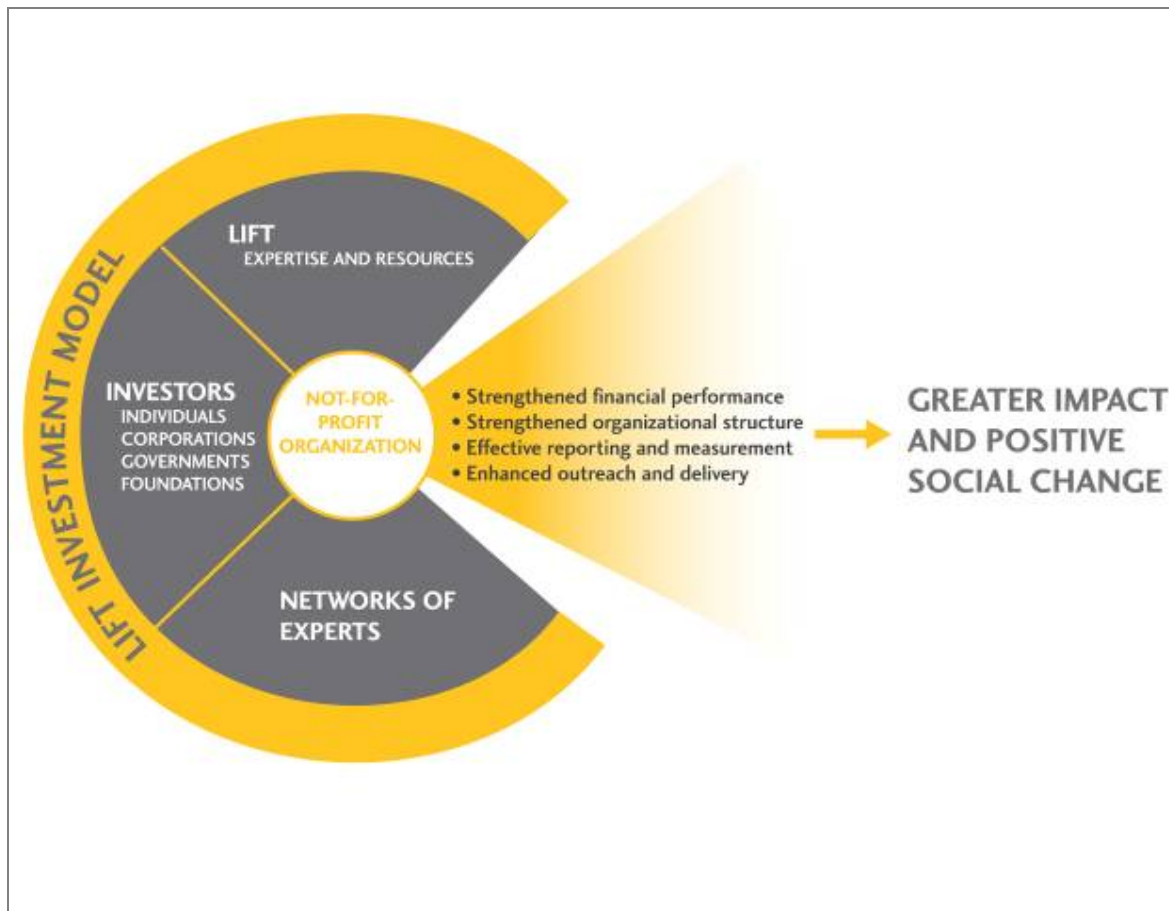 LIFT INVESTMENT MODEL
LIFT
EXPERTISE AND RESOURCES
INVESTORS
INDIVIDUALS
CORPORATIONS
GOVERNMENTS
FOUNDATIONS
NETWORKS OF
EXPERTS
NOT-FOR-
PROFIT
ORGANIZATION
• Strengthened financial performance
• Strengthened organizational structure
• Effective reporting and measurement
• Enhanced outreach and delivery
GREATER IMPACT
AND POSITIVE
SOCIAL CHANGE